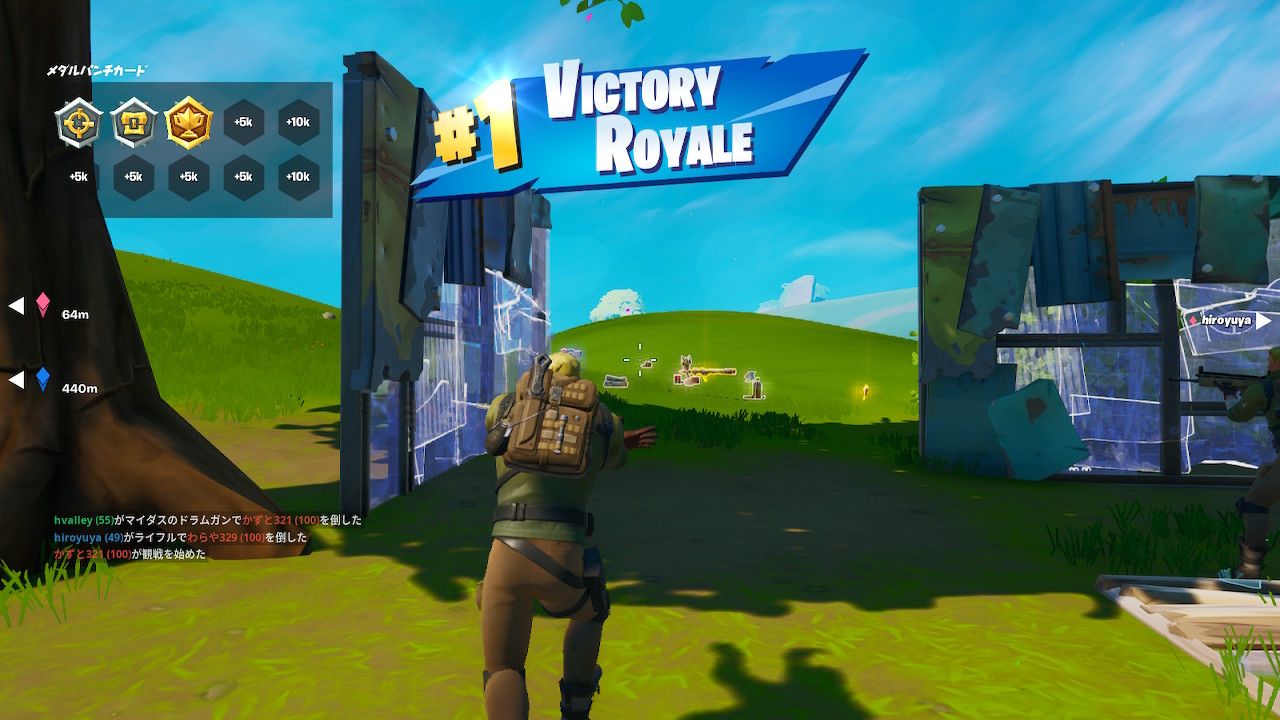 メダルパンチカード
#1 VICTORY
ROYALE
+5k +10k
+5k +5k +5k +5k +10k
64m
hiroyuya
440m
hvalley (55)がマイダスのドラムガンでかずと321 (100)を倒した
hiroyuya (49)がライフルでわらや329 (100)を倒した
かずと321 (100)が観戦を始めた